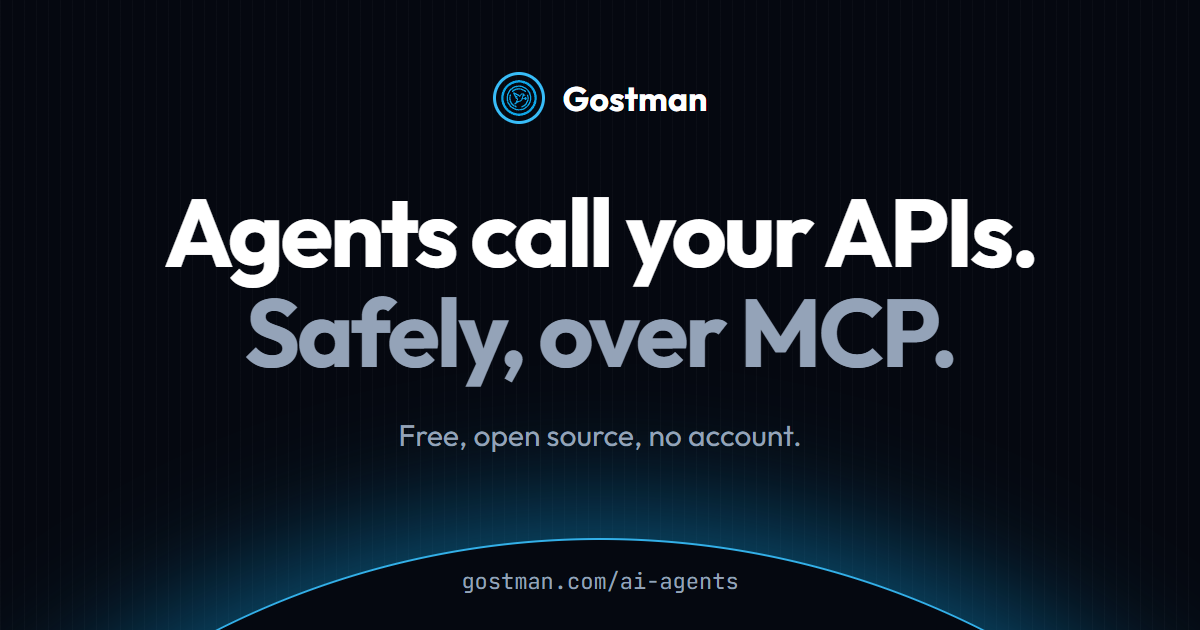 Gostman
Agents call your APIs.
Safely, over MCP.
Free, open source, no account.
gostman.com/ai-agents